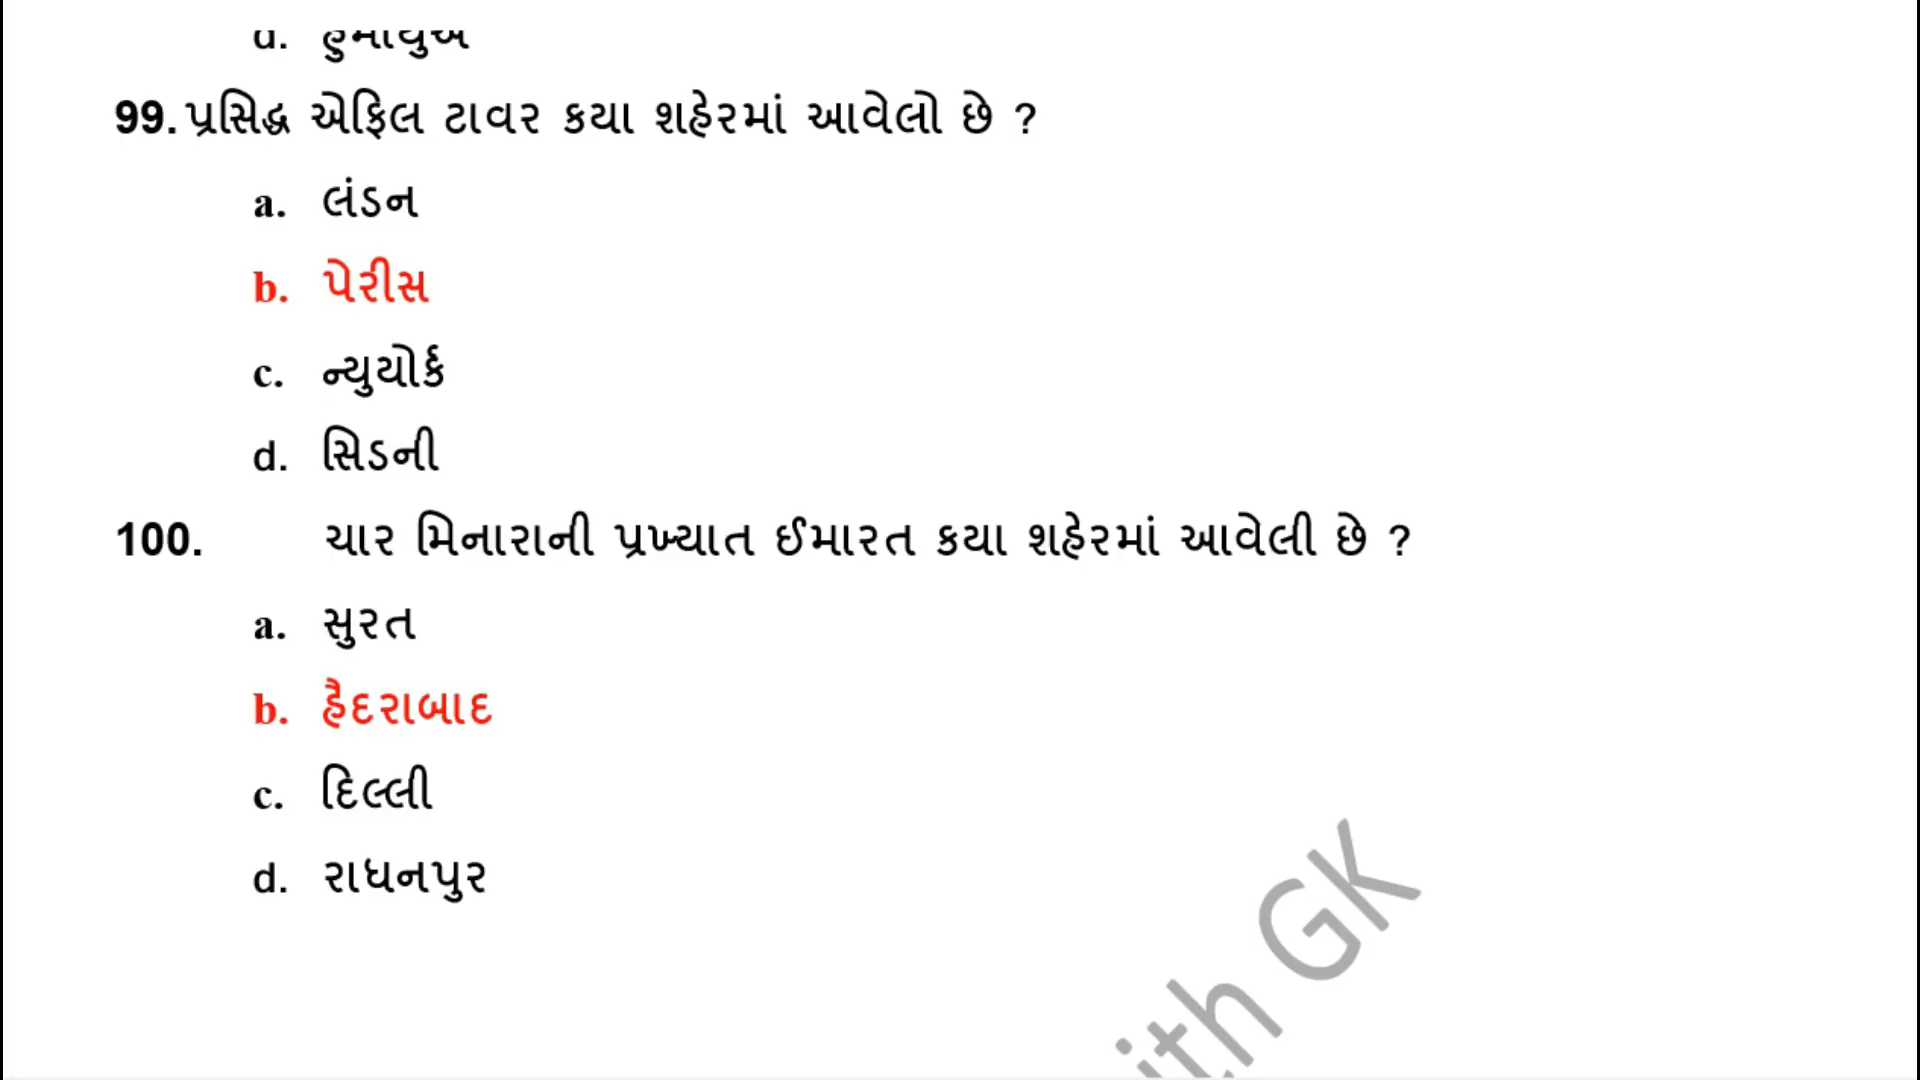 99. પ્રસિદ્ધ એફિલ ટાવર કયા શહેરમાં આવેલો છે ?
a. લંડન
b. પેરીસ
c. ન્યુયોર્ક
d. સિડની
100. ચાર મિનારાની પ્રખ્યાત ઈમારત કયા શહેરમાં આવેલી છે ?
a. સુરત
b. હૈદરાબાદ
c. દિલ્લી
d. રાધનપુર
GK